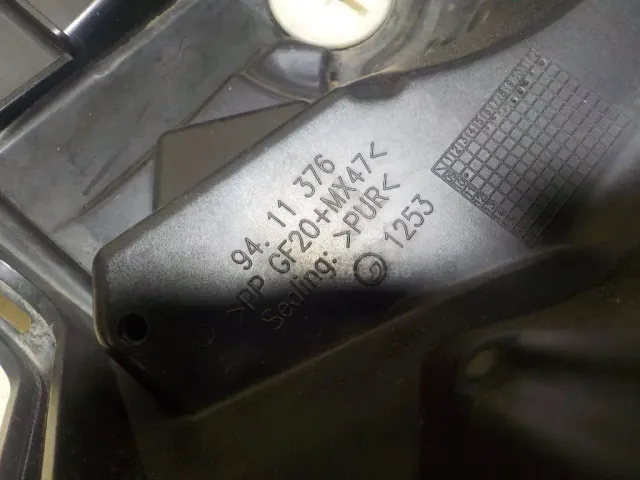 94. 11 376
>PP GF20+MX47<
Sealing: >PUR<
G 1253